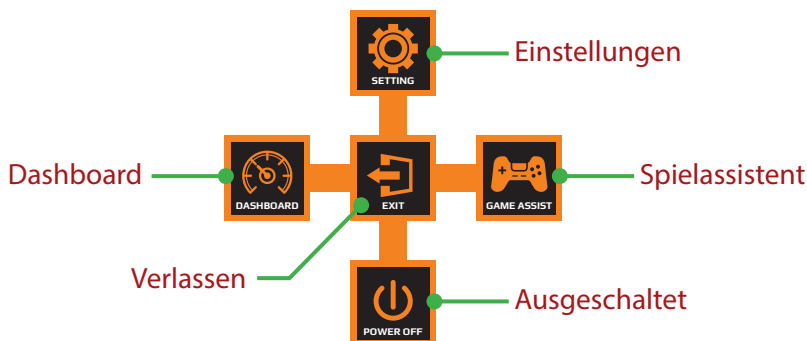 SETTING
Einstellungen
Dashboard
DASHBOARD
EXIT
GAME ASSIST
Spielassistent
Verlassen
POWER OFF
Ausgeschaltet